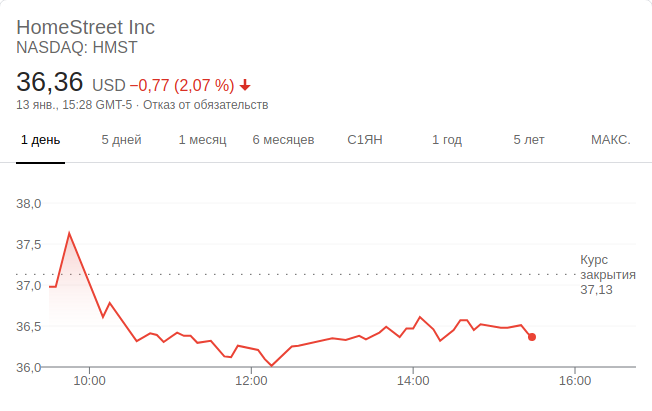 HomeStreet Inc
NASDAQ: HMST
36,36 USD −0,77 (2,07 %)
13 янв., 15:28 GMT-5 · Отказ от обязательств
1 день 5 дней 1 месяц 6 месяцев С1ЯН 1 год 5 лет МАКС.
38,0
37,5
Курс
закрытия
37,13
37,0
36,5
36,0
10:00 12:00 14:00 16:00